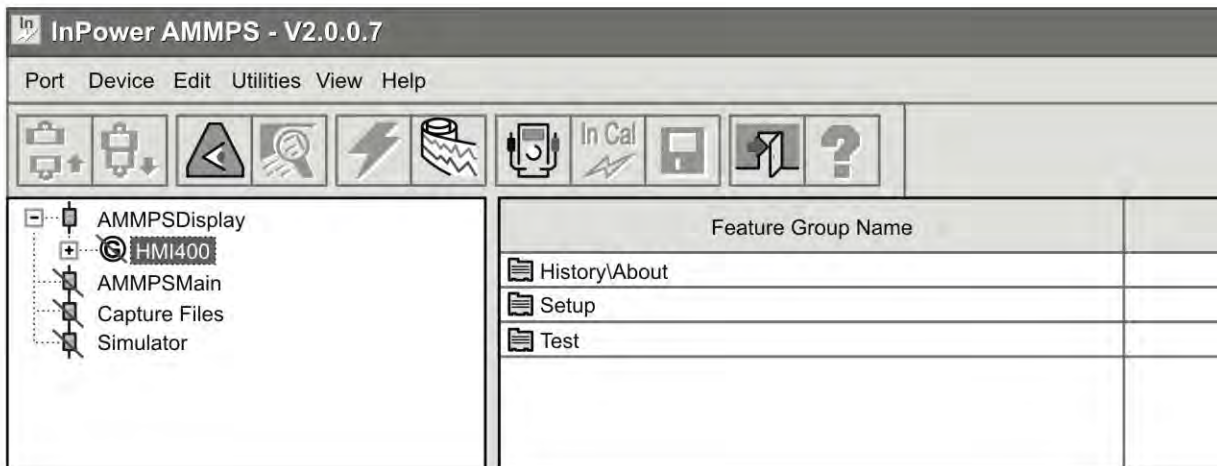 In InPower AMMPS - V2.0.0.7
Port Device Edit Utilities View Help
In Cal
?
AMMPSDisplay
HMI400
AMMPSMain
Capture Files
Simulator
Feature Group Name
History\About
Setup
Test